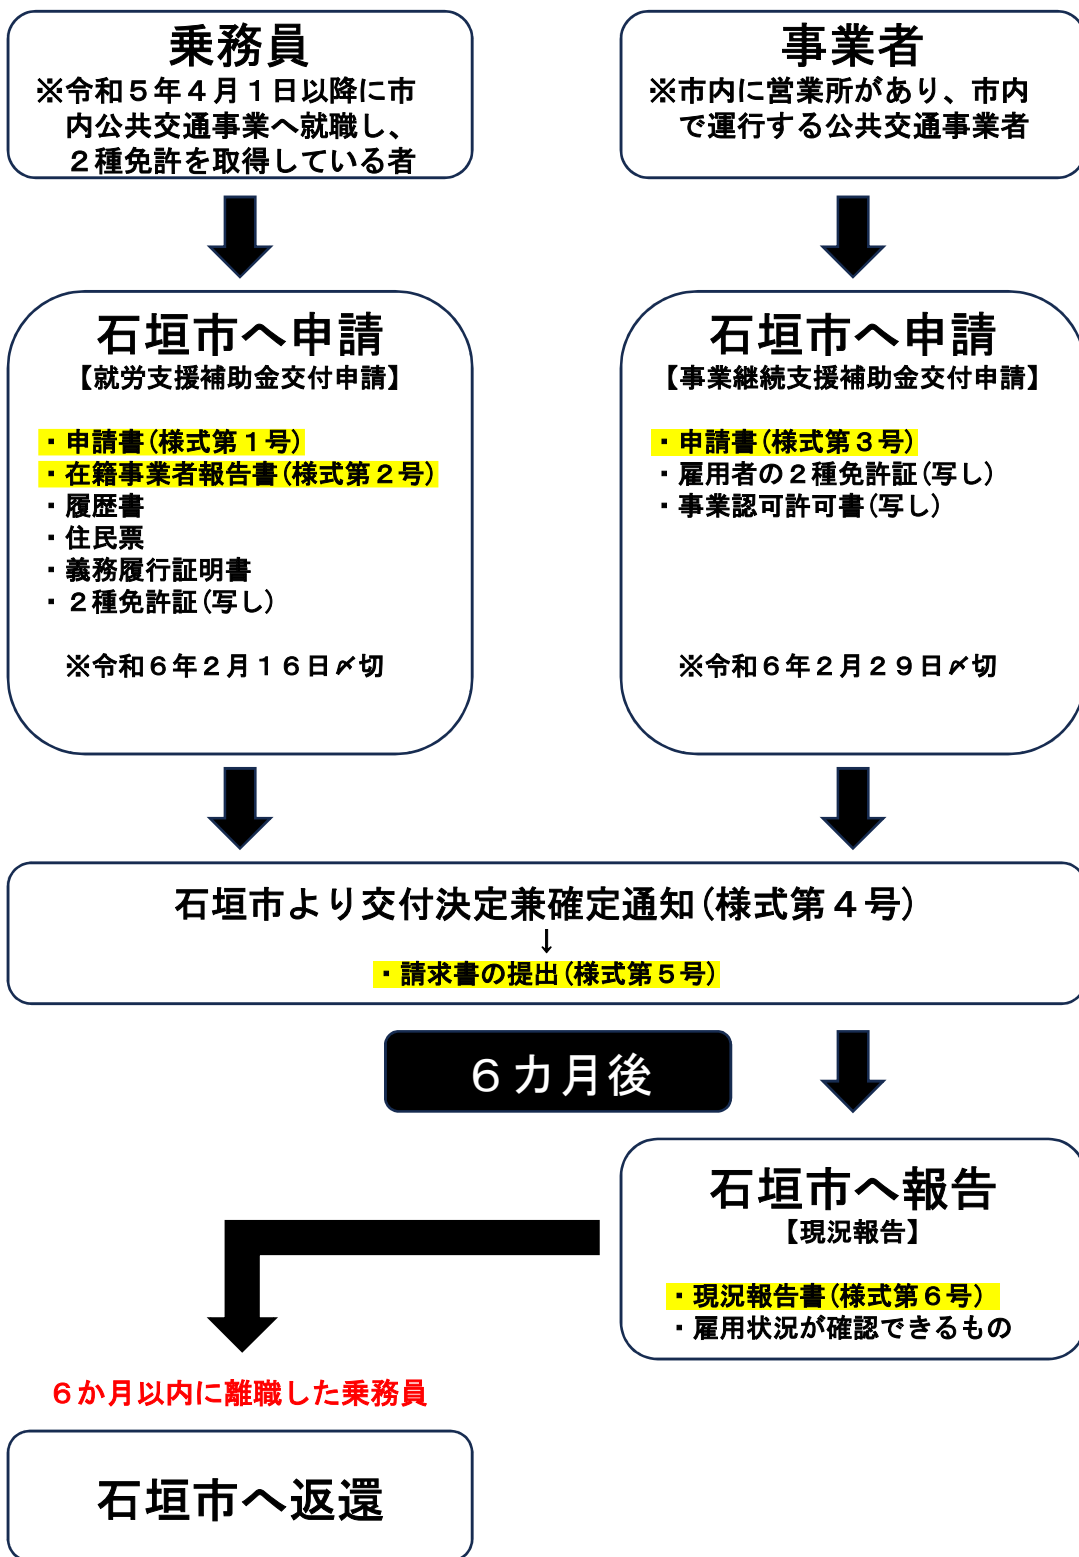 乗務員
※令和５年４月１日以降に市
内公共交通事業へ就職し、
２種免許を取得している者
事業者
※市内に営業所があり、市内
で運行する公共交通事業者
石垣市へ申請
【就労支援補助金交付申請】
・申請書(様式第１号)
・在籍事業者報告書(様式第２号)
・履歴書
・住民票
・義務履行証明書
・２種免許証(写し)
※令和６年２月１６日〆切
石垣市へ申請
【事業継続支援補助金交付申請】
・申請書(様式第３号)
・雇用者の２種免許証(写し)
・事業認可許可書(写し)
※令和６年２月２９日〆切
石垣市より交付決定兼確定通知(様式第４号)
↓
・請求書の提出(様式第５号)
６カ月後
石垣市へ報告
【現況報告】
・現況報告書(様式第６号)
・雇用状況が確認できるもの
６か月以内に離職した乗務員
石垣市へ返還